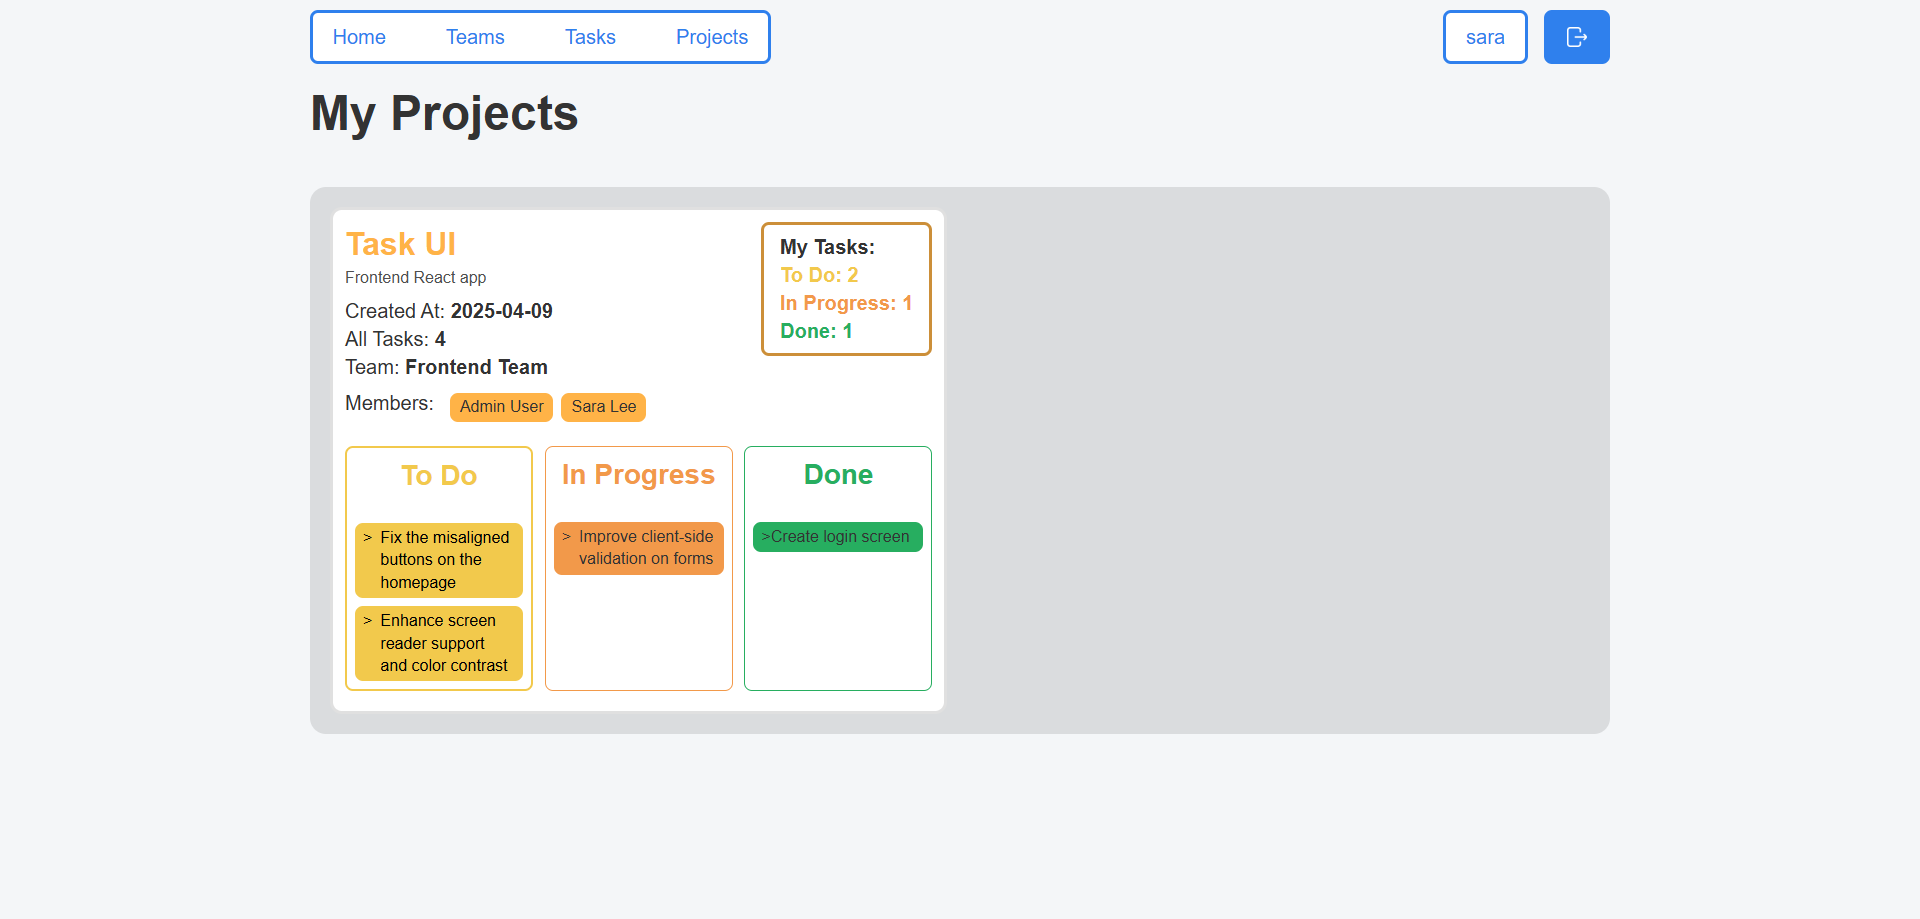 Home Teams Tasks Projects
sara
My Projects
Task UI
Frontend React app
Created At: 2025-04-09
All Tasks: 4
Team: Frontend Team
Members: Admin User Sara Lee
My Tasks:
To Do: 2
In Progress: 1
Done: 1
To Do
> Fix the misaligned
buttons on the
homepage
> Enhance screen
reader support
and color contrast
In Progress
> Improve client-side
validation on forms
Done
>Create login screen